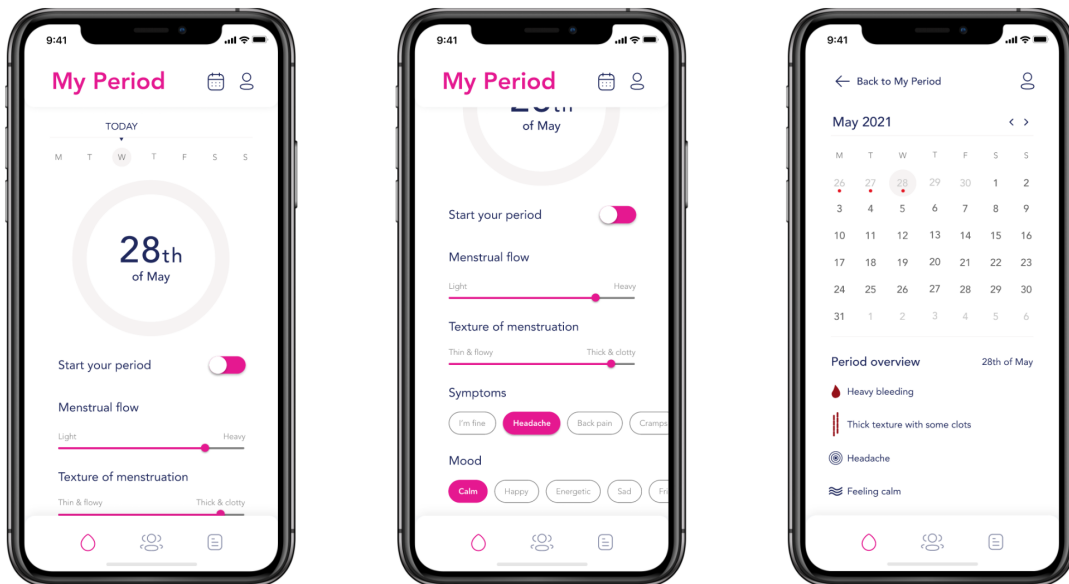 9:41
My Period
TODAY
M T W T F S S
28th
of May
Start your period
Menstrual flow
Light Heavy
Texture of menstruation
Thin & flowy Thick & clotty
9:41
My Period
of May
Start your period
Menstrual flow
Light Heavy
Texture of menstruation
Thin & flowy Thick & clotty
Symptoms
I'm fine Headache Back pain Cramps
Mood
Calm Happy Energetic Sad
9:41
Back to My Period
May 2021 < >
M T W T F S S
26 27 28 29 30 1 2
3 4 5 6 7 8 9
10 11 12 13 14 15 16
17 18 19 20 21 22 23
24 25 26 27 28 29 30
31 1 2 3 4 5 6
Period overview 28th of May
Heavy bleeding
Thick texture with some clots
Headache
Feeling calm